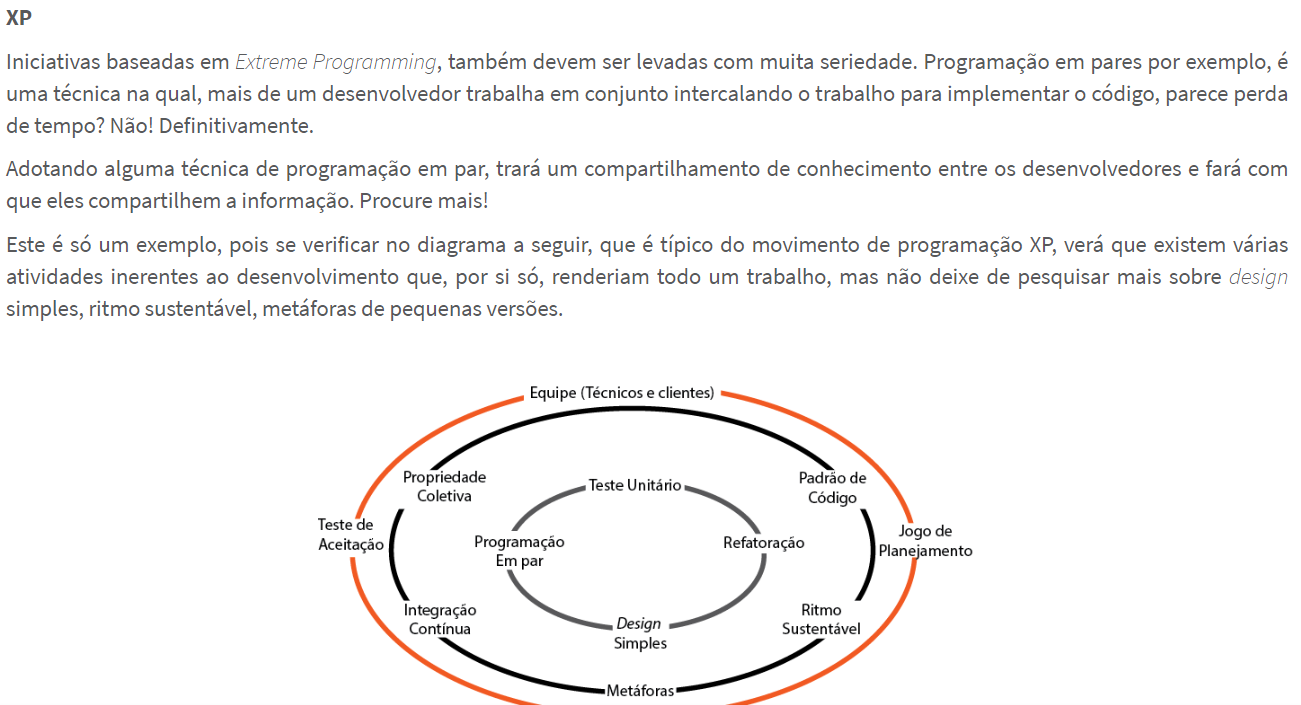 XP
Iniciativas baseadas em Extreme Programming, também devem ser levadas com muita seriedade. Programação em pares por exemplo, é
uma técnica na qual, mais de um desenvolvedor trabalha em conjunto intercalando o trabalho para implementar o código, parece perda
de tempo? Não! Definitivamente.
Adotando alguma técnica de programação em par, trará um compartilhamento de conhecimento entre os desenvolvedores e fará com
que eles compartilhem a informação. Procure mais!
Este é só um exemplo, pois se verificar no diagrama a seguir, que é típico do movimento de programação XP, verá que existem várias
atividades inerentes ao desenvolvimento que, por si só, renderiam todo um trabalho, mas não deixe de pesquisar mais sobre design
simples, ritmo sustentável, metáforas de pequenas versões.
Equipe (Técnicos e clientes)
Propriedade
Coletiva
Teste Unitário
Padrão de
Código
Teste de
Aceitação
Programação
Em par
Refatoração
Jogo de
Planejamento
Integração
Contínua
Design
Simples
Ritmo
Sustentável
Metáforas